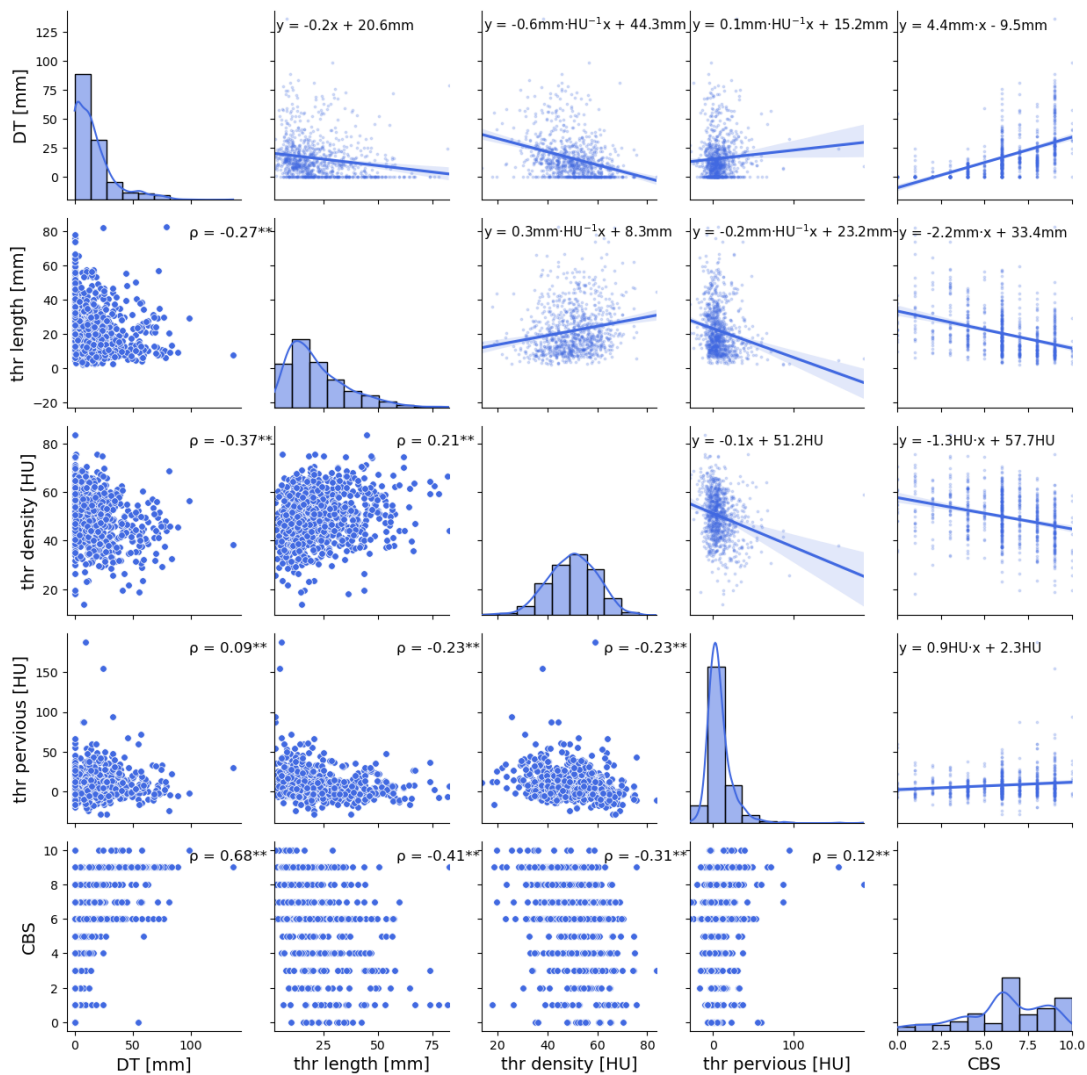 y = -0.2x + 20.6mm
y = -0.6mm·HU⁻¹x + 44.3mm
y = 0.1mm·HU⁻¹x + 15.2mm
y = 4.4mm·x - 9.5mm
DT [mm]
125
100
75
50
25
0
ρ = -0.27**
y = 0.3mm·HU⁻¹x + 8.3mm
y = -0.2mm·HU⁻¹x + 23.2mm
y = -2.2mm·x + 33.4mm
thr length [mm]
80
60
40
20
0
−20
ρ = -0.37**
ρ = 0.21**
y = -0.1x + 51.2HU
y = -1.3HU·x + 57.7HU
thr density [HU]
80
60
40
20
ρ = 0.09**
ρ = -0.23**
ρ = -0.23**
y = 0.9HU·x + 2.3HU
thr pervious [HU]
150
100
50
0
ρ = 0.68**
ρ = -0.41**
ρ = -0.31**
ρ = 0.12**
CBS
10
8
6
4
2
0
0 50 100
25 50 75
20 40 60 80
0 100
0.0 2.5 5.0 7.5 10.0
DT [mm]
thr length [mm]
thr density [HU]
thr pervious [HU]
CBS